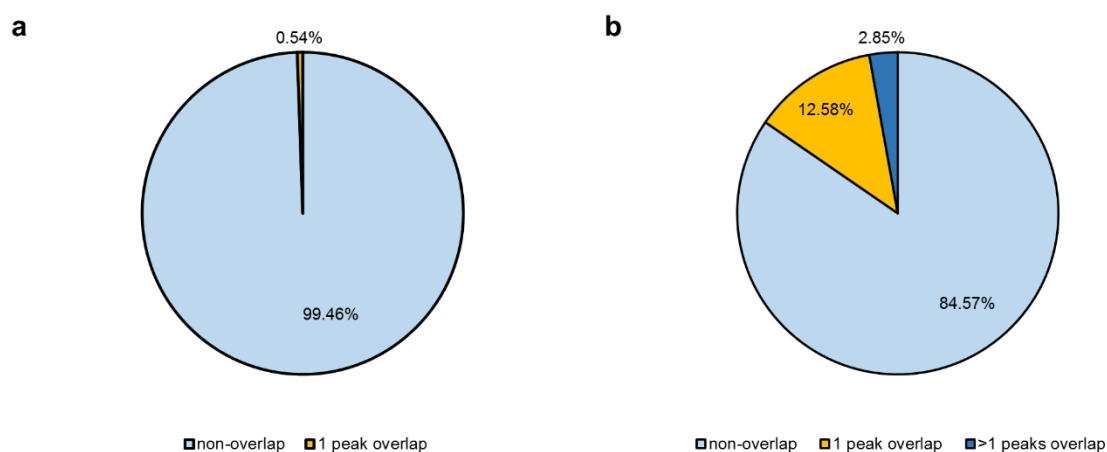 a
0.54%
99.46%
non-overlap 1 peak overlap
b
2.85%
12.58%
84.57%
non-overlap 1 peak overlap >1 peaks overlap